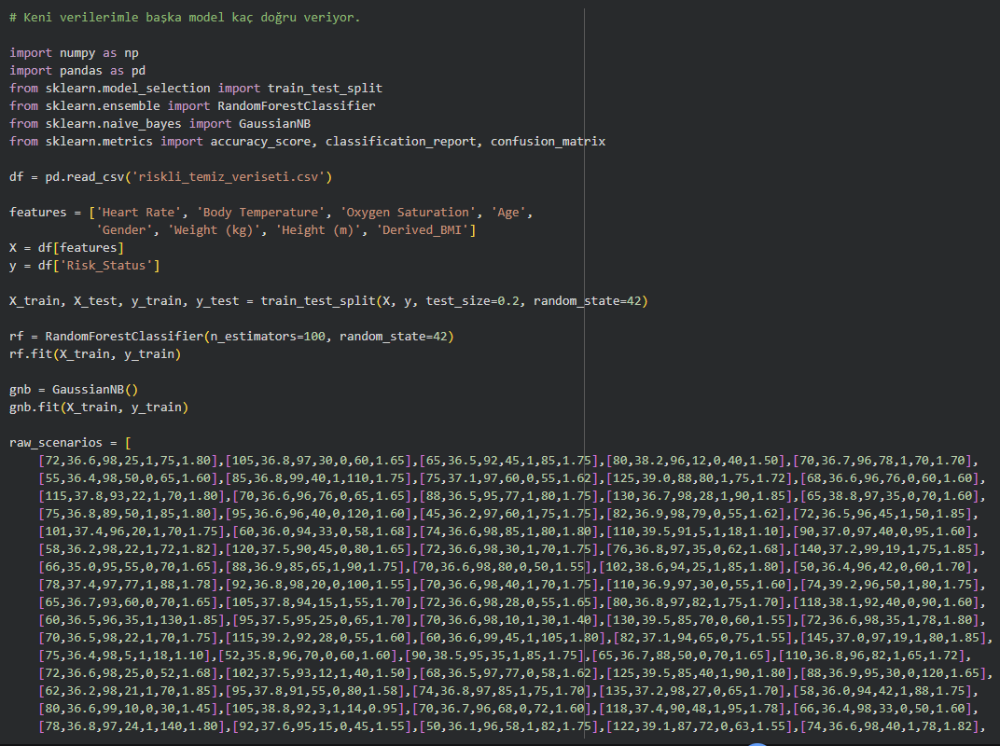 # Keni verilerimle başka model kaç doğru veriyor.
import numpy as np
import pandas as pd
from sklearn.model_selection import train_test_split
from sklearn.ensemble import RandomForestClassifier
from sklearn.naive_bayes import GaussianNB
from sklearn.metrics import accuracy_score, classification_report, confusion_matrix
df = pd.read_csv('riskli_temiz_veriseti.csv')
features = ['Heart Rate', 'Body Temperature', 'Oxygen Saturation', 'Age',
'Gender', 'Weight (kg)', 'Height (m)', 'Derived_BMI']
X = df[features]
y = df['Risk_Status']
X_train, X_test, y_train, y_test = train_test_split(X, y, test_size=0.2, random_state=42)
rf = RandomForestClassifier(n_estimators=100, random_state=42)
rf.fit(X_train, y_train)
gnb = GaussianNB()
gnb.fit(X_train, y_train)
raw_scenarios = [
[72,36.6,98,25,1,75,1.80],[105,36.8,97,30,0,60,1.65],[65,36.5,92,45,1,85,1.75],[80,38.2,96,12,0,40,1.50],[70,36.7,96,78,1,70,1.70],
[55,36.4,98,50,0,65,1.60],[85,36.8,99,40,1,110,1.75],[75,37.1,97,60,0,55,1.62],[125,39.0,88,80,1,75,1.72],[68,36.6,96,76,0,60,1.60],
[115,37.8,93,22,1,70,1.80],[70,36.6,96,76,0,65,1.65],[88,36.5,95,77,1,80,1.75],[130,36.7,98,28,1,90,1.85],[65,38.8,97,35,0,70,1.60],
[75,36.8,89,50,1,85,1.80],[95,36.6,96,40,0,120,1.60],[45,36.2,97,60,1,75,1.75],[82,36.9,98,79,0,55,1.62],[72,36.5,96,45,1,50,1.85],
[101,37.4,96,20,1,70,1.75],[60,36.0,94,33,0,58,1.68],[74,36.6,98,85,1,80,1.80],[110,39.5,91,5,1,18,1.10],[90,37.0,97,40,0,95,1.60],
[58,36.2,98,22,1,72,1.82],[120,37.5,90,45,0,80,1.65],[72,36.6,98,30,1,70,1.75],[76,36.8,97,35,0,62,1.68],[140,37.2,99,19,1,75,1.85],
[66,35.0,95,55,0,70,1.65],[88,36.9,85,65,1,90,1.75],[70,36.6,98,80,0,50,1.55],[102,38.6,94,25,1,85,1.80],[50,36.4,96,42,0,60,1.70],
[78,37.4,97,77,1,88,1.78],[92,36.8,98,20,0,100,1.55],[70,36.6,98,40,1,70,1.75],[110,36.9,97,30,0,55,1.60],[74,39.2,96,50,1,80,1.75],
[65,36.7,93,60,0,70,1.65],[105,37.8,94,15,1,55,1.70],[72,36.6,98,28,0,55,1.65],[80,36.8,97,82,1,75,1.70],[118,38.1,92,40,0,90,1.60],
[60,36.5,96,35,1,130,1.85],[95,37.5,95,25,0,65,1.70],[70,36.6,98,10,1,30,1.40],[130,39.5,85,70,0,60,1.55],[72,36.6,98,35,1,78,1.80],
[70,36.5,98,22,1,70,1.75],[115,39.2,92,28,0,55,1.60],[60,36.6,99,45,1,105,1.80],[82,37.1,94,65,0,75,1.55],[145,37.0,97,19,1,80,1.85],
[75,36.4,98,5,1,18,1.10],[52,35.8,96,70,0,60,1.60],[90,38.5,95,35,1,85,1.75],[65,36.7,88,50,0,70,1.65],[110,36.8,96,82,1,65,1.72],
[72,36.6,98,25,0,52,1.68],[102,37.5,93,12,1,40,1.50],[68,36.5,97,77,0,58,1.62],[125,39.5,85,40,1,90,1.80],[88,36.9,95,30,0,120,1.65],
[62,36.2,98,21,1,70,1.85],[95,37.8,91,55,0,80,1.58],[74,36.8,97,85,1,75,1.70],[135,37.2,98,27,0,65,1.70],[58,36.0,94,42,1,88,1.75],
[80,36.6,99,10,0,30,1.45],[105,38.8,92,3,1,14,0.95],[70,36.7,96,68,0,72,1.60],[118,37.4,90,48,1,95,1.78],[66,36.4,98,33,0,50,1.60],
[78,36.8,97,24,1,140,1.80],[92,37.6,95,15,0,45,1.55],[50,36.1,96,58,1,82,1.75],[122,39.1,87,72,0,63,1.55],[74,36.6,98,40,1,78,1.82],